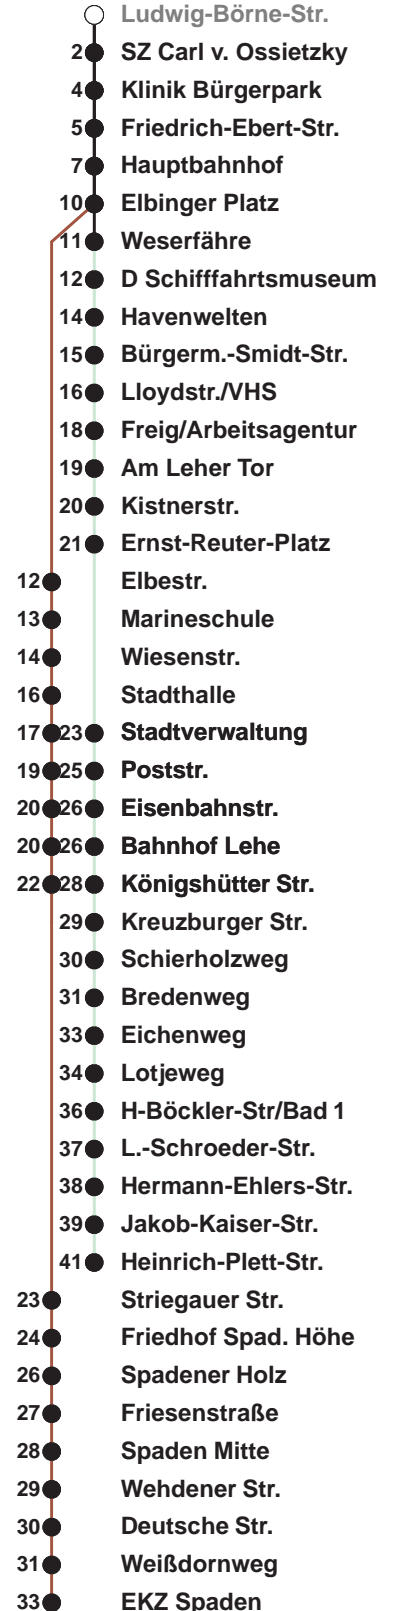 Ludwig-Börne-Str.
2 SZ Carl v. Ossietzky
4 Klinik Bürgerpark
5 Friedrich-Ebert-Str.
7 Hauptbahnhof
10 Elbinger Platz
11 Weserfähre
12 D Schifffahrtsmuseum
14 Havenwelten
15 Bürgerm.-Smidt-Str.
16 Lloydstr./VHS
18 Freig/Arbeitsagentur
19 Am Leher Tor
20 Kistnerstr.
21 Ernst-Reuter-Platz
12 Elbestr.
13 Marineschule
14 Wiesenstr.
16 Stadthalle
17 23 Stadtverwaltung
19 25 Poststr.
20 26 Eisenbahnstr.
20 26 Bahnhof Lehe
22 28 Königshütter Str.
29 Kreuzburger Str.
30 Schierholzweg
31 Bredenweg
33 Eichenweg
34 Lotjeweg
36 H-Böckler-Str/Bad 1
37 L.-Schroeder-Str.
38 Hermann-Ehlers-Str.
39 Jakob-Kaiser-Str.
41 Heinrich-Plett-Str.
23 Striegauer Str.
24 Friedhof Spad. Höhe
26 Spadener Holz
27 Friesenstraße
28 Spaden Mitte
29 Wehdener Str.
30 Deutsche Str.
31 Weißdornweg
33 EKZ Spaden